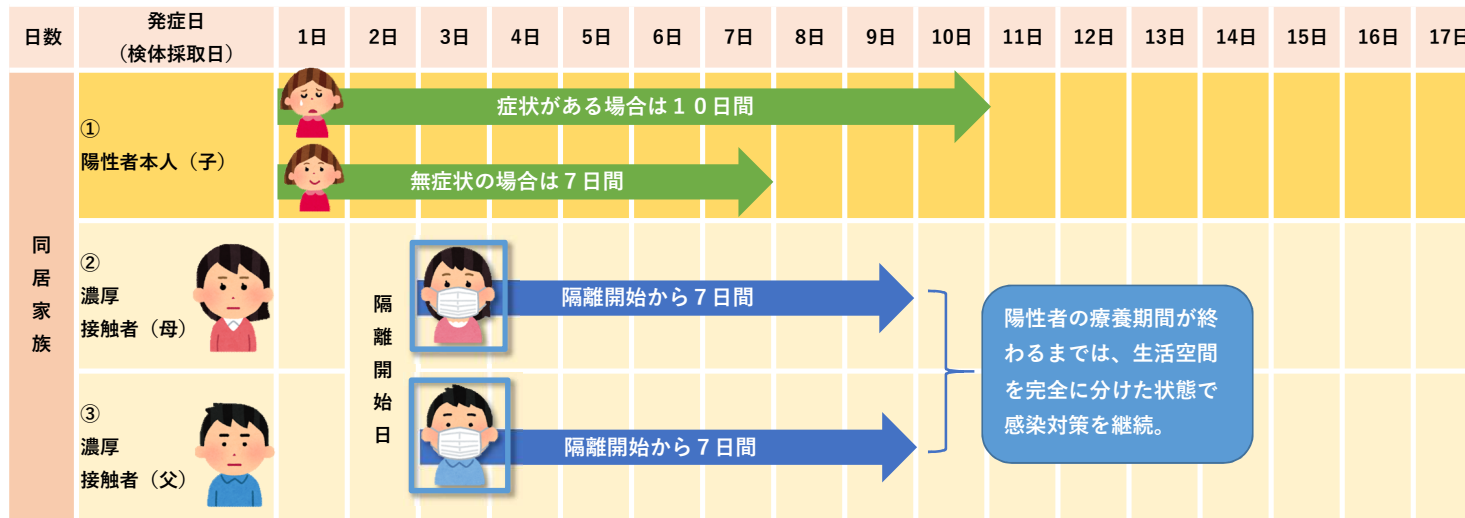 日数
発症日
（検体採取日）
1日
2日
3日
4日
5日
6日
7日
8日
9日
10日
11日
12日
13日
14日
15日
16日
17日
同
居
家
族
①
陽性者本人（子）
症状がある場合は１０日間
無症状の場合は７日間
②
濃厚
接触者（母）
隔
離
開
始
日
隔離開始から７日間
③
濃厚
接触者（父）
隔離開始から７日間
陽性者の療養期間が終
わるまでは、生活空間
を完全に分けた状態で
感染対策を継続。